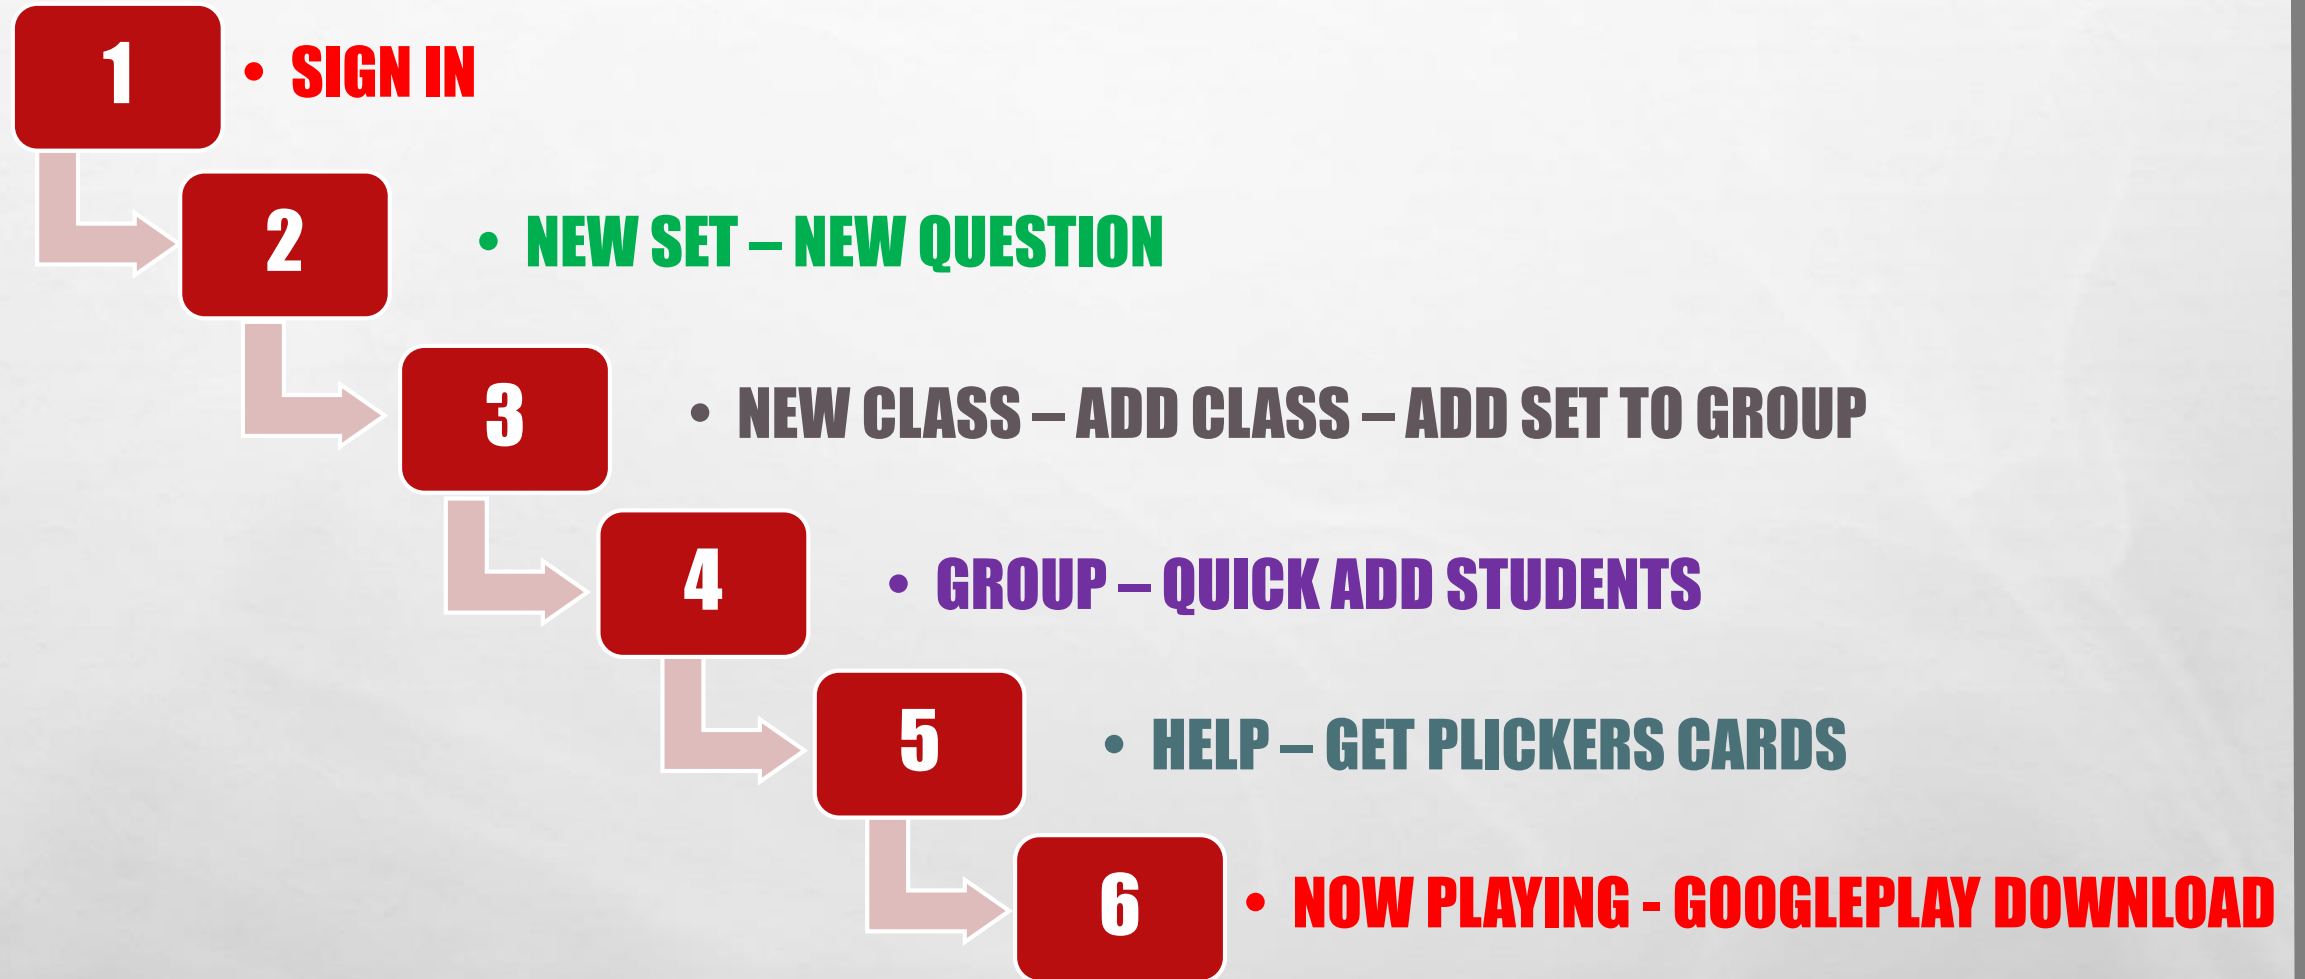 1
• SIGN IN
2
• NEW SET – NEW QUESTION
3
• NEW CLASS – ADD CLASS – ADD SET TO GROUP
4
• GROUP – QUICK ADD STUDENTS
5
• HELP – GET PLICKERS CARDS
6
• NOW PLAYING - GOOGLEPLAY DOWNLOAD